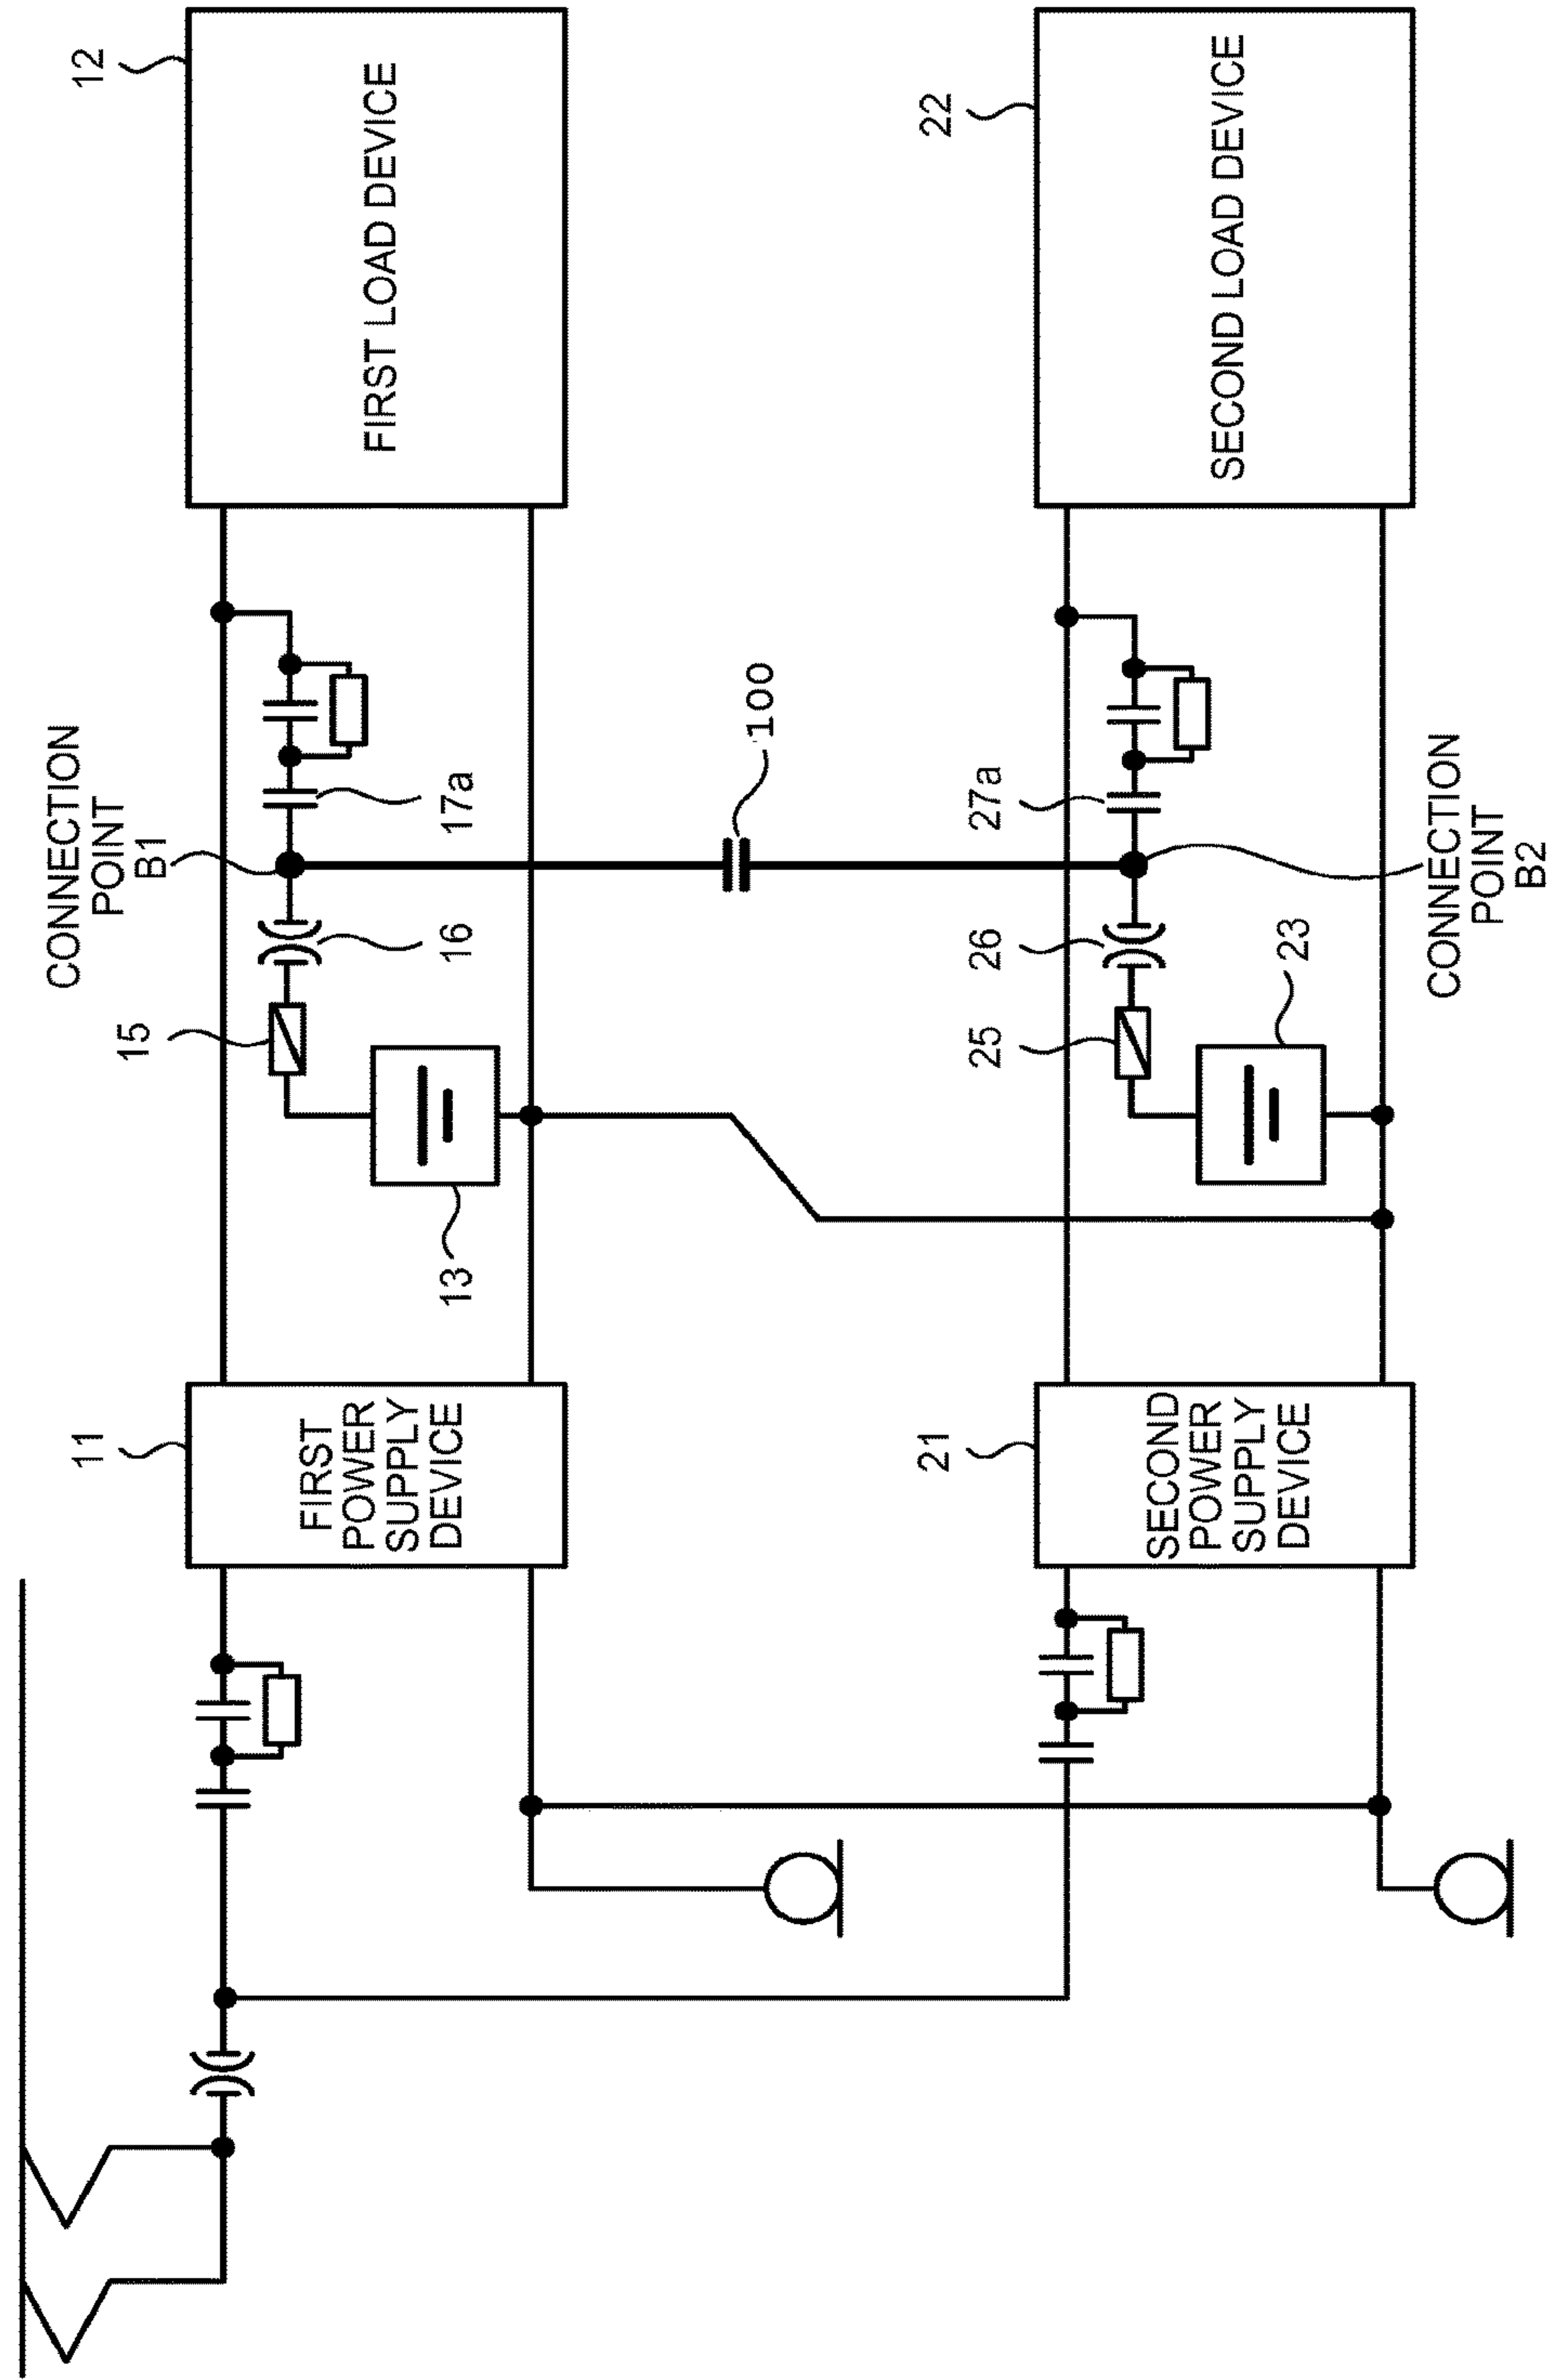 12
FIRST LOAD DEVICE
22
SECOND LOAD DEVICE
CONNECTION
POINT
B1
17a
100
27a
CONNECTION
POINT
B2
15
16
13
25
26
23
11
FIRST
POWER
SUPPLY
DEVICE
21
SECOND
POWER
SUPPLY
DEVICE